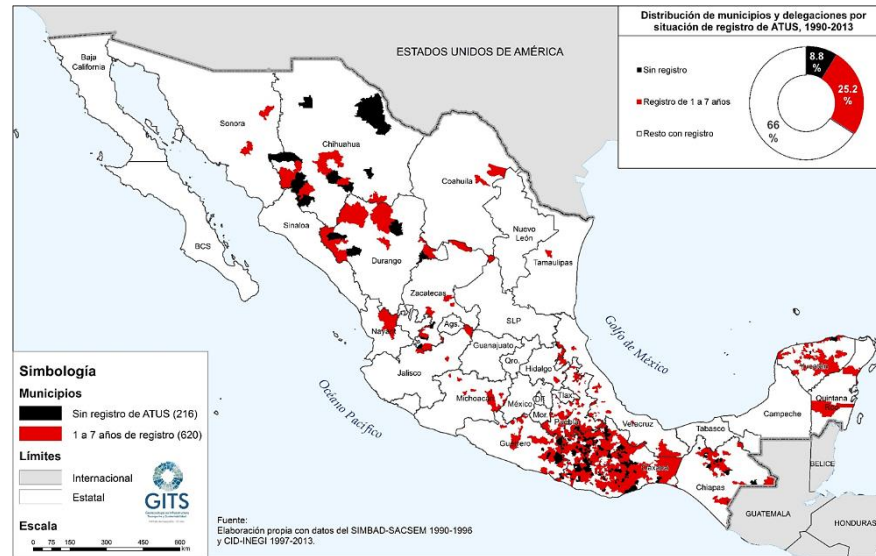 Distribución de municipios y delegaciones por
situación de registro de ATUS, 1990-2013
Sin registro
Registro de 1 a 7 años
Resto con registro
8.8
%
25.2
%
66
%
ESTADOS UNIDOS DE AMÉRICA
Baja
California
Sonora
Chihuahua
Coahuila
Sinaloa
Nuevo
León
BCS
Durango
Tamaulipas
Zacatecas
Nayarit
Ags.
SLP
Guanajuato
Qro.
Hidalgo
Jalisco
Michoacán
México
DF
Tlax.
Mor.
Puebla
Veracruz
Guerrero
Oaxaca
Tabasco
Chiapas
Campeche
Yucatán
Quintana
Roo
Golfo de México
Océano Pacífico
BELICE
GUATEMALA
HONDURAS
Simbología
Municipios
Sin registro de ATUS (216)
1 a 7 años de registro (620)
Límites
Internacional
Estatal
GITS
Escala
0 75 150 300 450 600
km
Fuente:
Elaboración propia con datos del SIMBAD-SACSEM 1990-1996
y CID-INEGI 1997-2013.